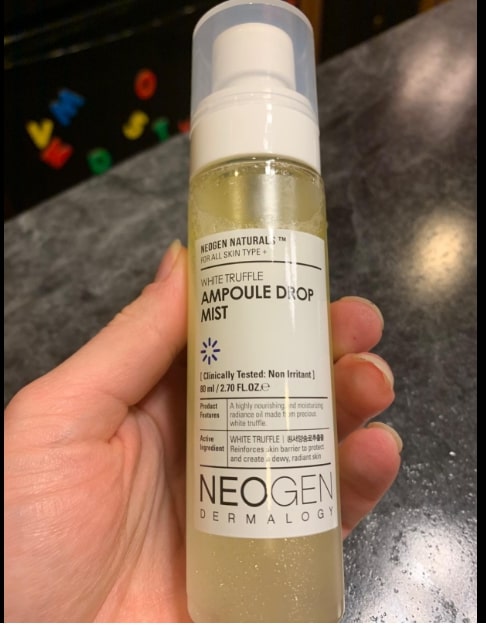 NEOGEN NATURALS™
FOR ALL SKIN TYPE +
WHITE TRUFFLE
AMPOULE DROP
MIST
[ Clinically Tested: Non Irritant ]
80 ml / 2.70 FL.OZ.℮
Product
Features
A highly nourishing, and moisturizing
radiance oil made from precious
white truffle.
Active
Ingredient
WHITE TRUFFLE |
Reinforces skin barrier to protect
and create a dewy, radiant skin
NEOGEN
DERMALOGY
V M O
M O S T